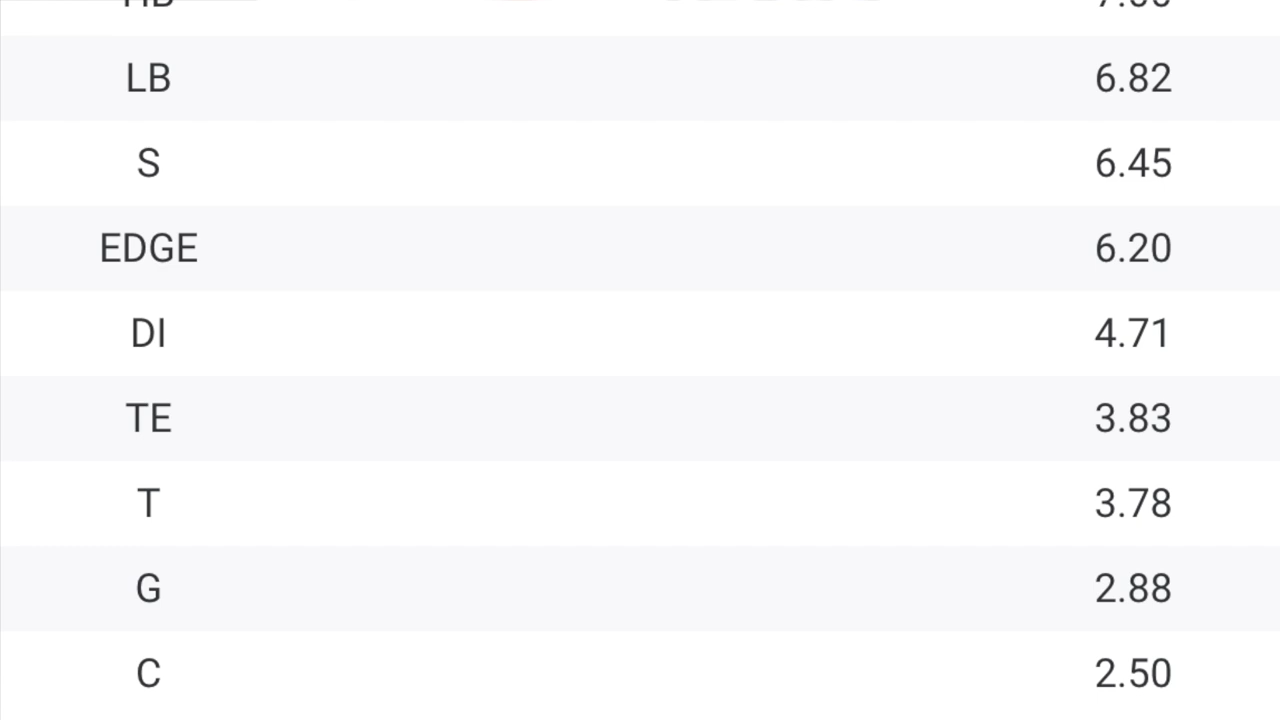 LB 6.82
S 6.45
EDGE 6.20
DI 4.71
TE 3.83
T 3.78
G 2.88
C 2.50